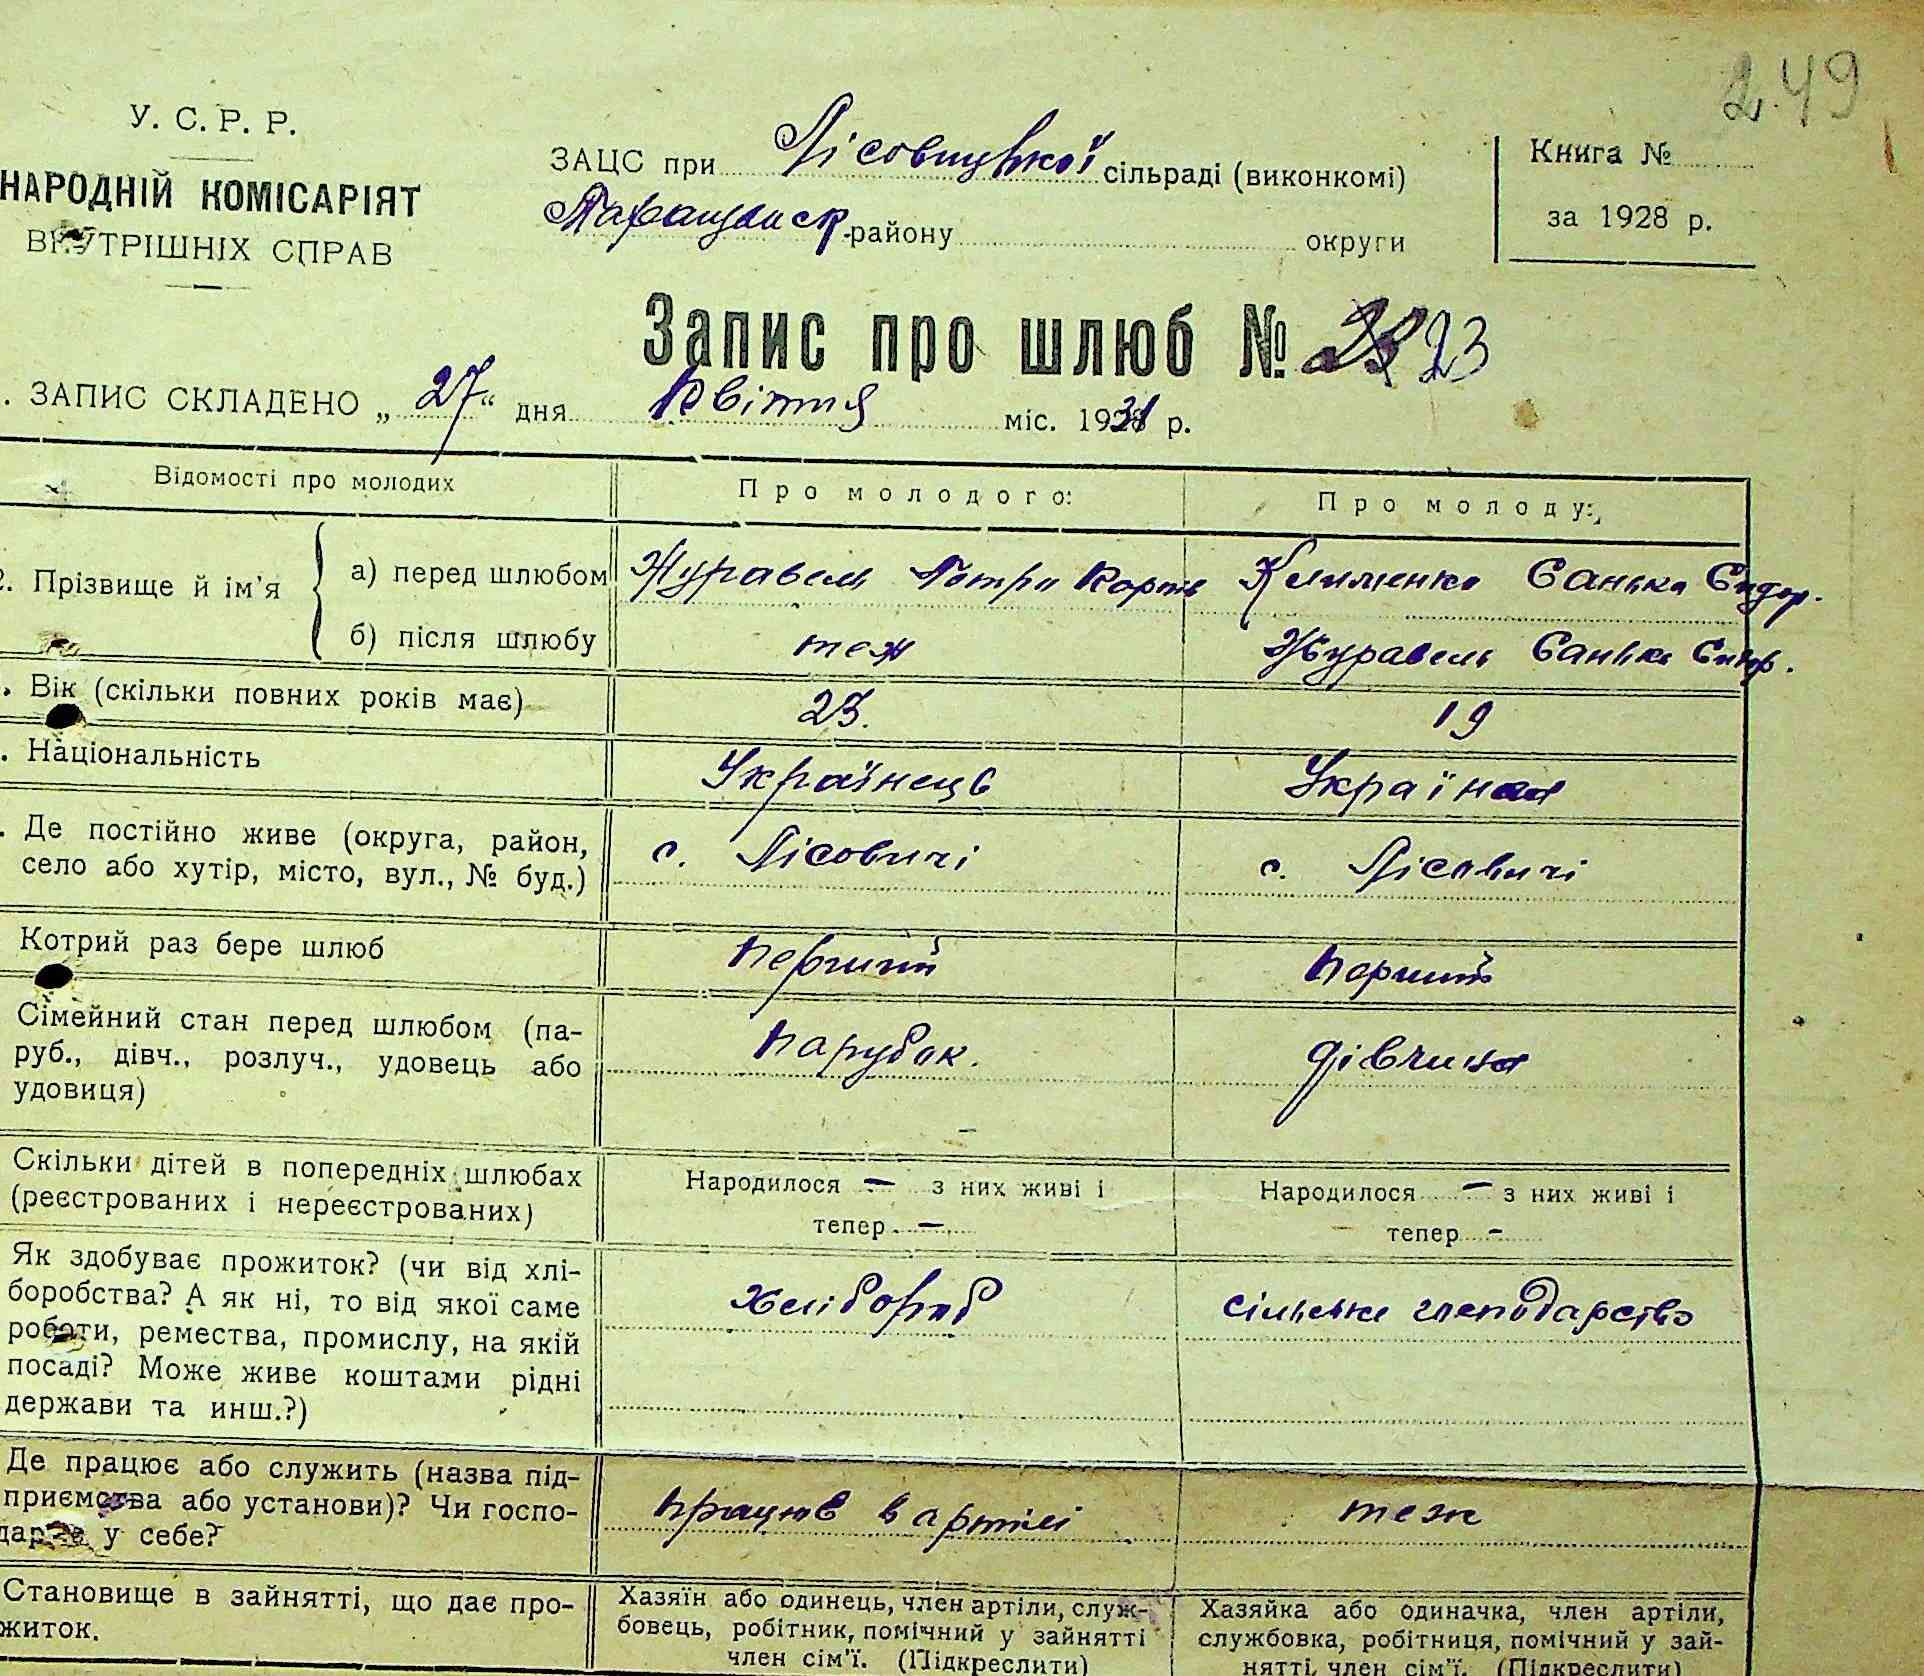 249
У. С. Р. Р.
НАРОДНІЙ КОМІСАРІЯТ
ВНУТРІШНІХ СПРАВ
ЗАЦС при Лісовицької сільраді (виконкомі)
Таращанск. району округи
Книга №
за 1928 р.
Запис про шлюб № 23
. ЗАПИС СКЛАДЕНО „27“ дня Квітня міс. 1931 р.
Відомості про молодих
Про молодого:
Про молоду:
2. Прізвище й ім'я
а) перед шлюбом
Журавель Петро Карп
Клименко Санька Сидор.
б) після шлюбу
теж
Журавель Санька Сидор.
. Вік (скільки повних років має)
23.
19
. Національність
Українець
Україн
. Де постійно живе (округа, район,
село або хутір, місто, вул., № буд.)
с. Лісовичі
с. Лісовичі
Котрий раз бере шлюб
перший
перший
Сімейний стан перед шлюбом (па-
руб., дівч., розлуч., удовець або
удовиця)
парубок.
дівчина
Скільки дітей в попередніх шлюбах
(реєстрованих і нереєстрованих)
Народилося — з них живі і
тепер —
Народилося — з них живі і
тепер -
Як здобуває прожиток? (чи від хлі-
боробства? А як ні, то від якої саме
роботи, ремества, промислу, на якій
посаді? Може живе коштами рідні
держави та инш.?)
хлібороб
сільське господарство
Де працює або служить (назва під-
приємства або установи)? Чи госпо-
дарює у себе?
працює в артілі
теж
Становище в зайнятті, що дає про-
житок.
Хазяїн або одинець, член артіли, служ-
бовець, робітник, помічний у зайнятті
член сім'ї. (Підкреслити)
Хазяйка або одиначка, член артіли,
службовка, робітниця, помічний у зай-
нятті, член сім'ї. (Підкреслити)